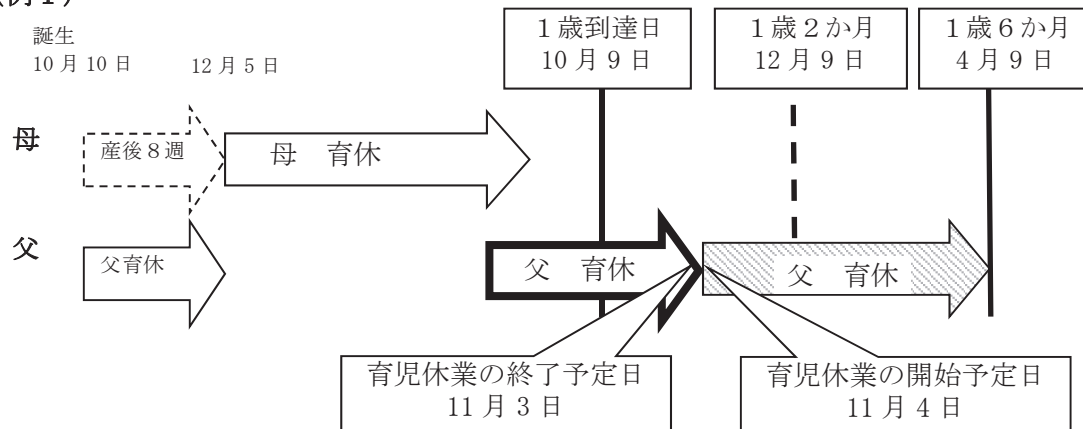 (例1)
誕生
10月10日
12月5日
1歳到達日
10月9日
1歳2か月
12月9日
1歳6か月
4月9日
母
産後8週
母 育休
父
父育休
父 育休
父 育休
育児休業の終了予定日
11月3日
育児休業の開始予定日
11月4日